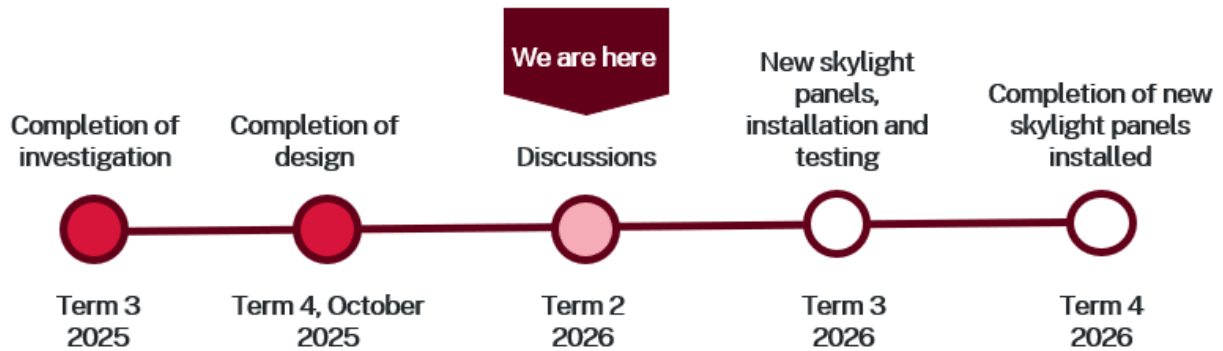 We are here
Completion of
investigation
Term 3
2025
Completion of
design
Term 4, October
2025
Discussions
Term 2
2026
New skylight
panels,
installation and
testing
Term 3
2026
Completion of new
skylight panels
installed
Term 4
2026